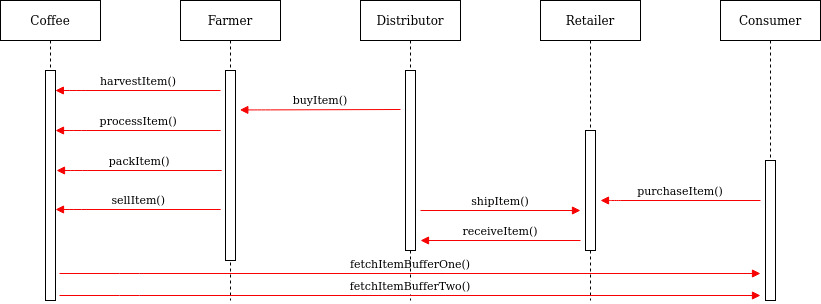 Coffee
Farmer
Distributor
Retailer
Consumer
harvestItem()
buyItem()
processItem()
packItem()
purchaseItem()
sellItem()
shipItem()
receiveItem()
fetchItemBufferOne()
fetchItemBufferTwo()